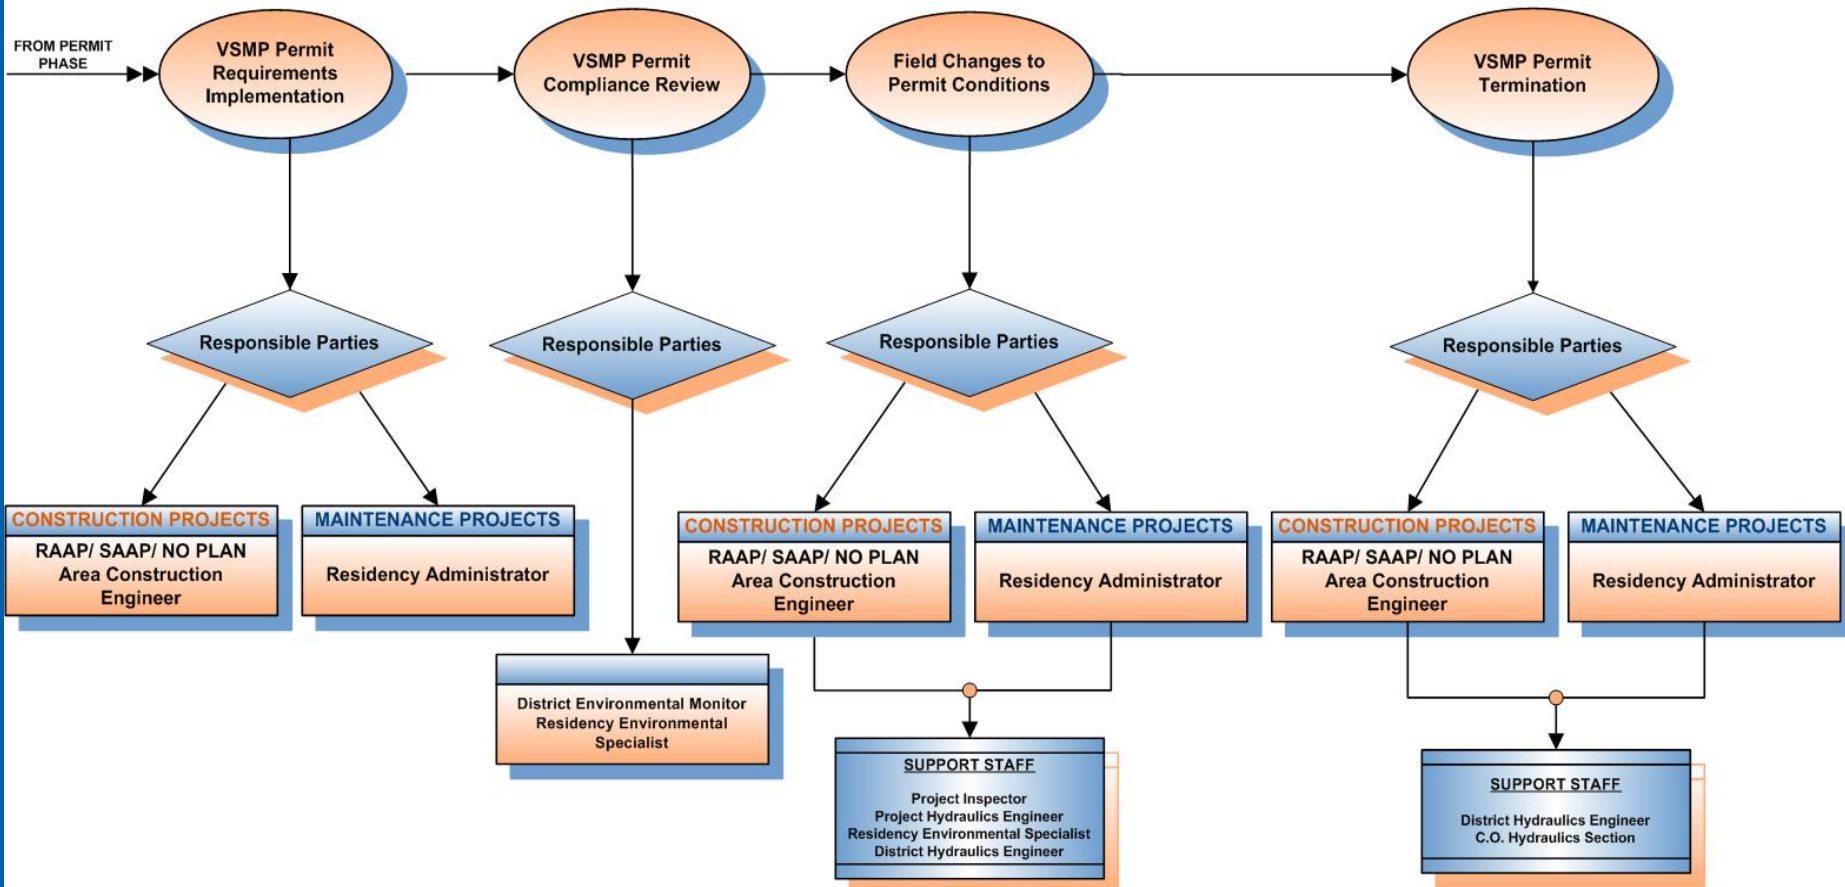 FROM PERMIT
PHASE
VSMP Permit
Requirements
Implementation
VSMP Permit
Compliance Review
Field Changes to
Permit Conditions
VSMP Permit
Termination
Responsible Parties
Responsible Parties
Responsible Parties
Responsible Parties
CONSTRUCTION PROJECTS
RAAP/ SAAP/ NO PLAN
Area Construction
Engineer
MAINTENANCE PROJECTS
Residency Administrator
District Environmental Monitor
Residency Environmental
Specialist
CONSTRUCTION PROJECTS
RAAP/ SAAP/ NO PLAN
Area Construction
Engineer
MAINTENANCE PROJECTS
Residency Administrator
SUPPORT STAFF
Project Inspector
Project Hydraulics Engineer
Residency Environmental Specialist
District Hydraulics Engineer
CONSTRUCTION PROJECTS
RAAP/ SAAP/ NO PLAN
Area Construction
Engineer
MAINTENANCE PROJECTS
Residency Administrator
SUPPORT STAFF
District Hydraulics Engineer
C.O. Hydraulics Section